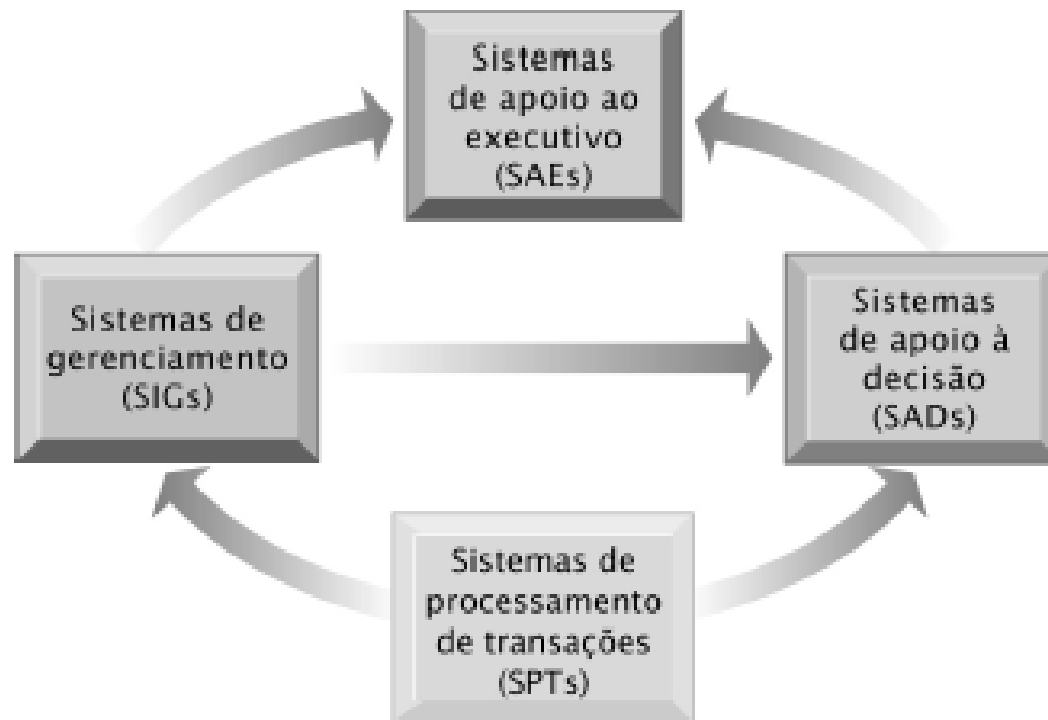 Sistemas
de apoio ao
executivo
(SAEs)
Sistemas de
gerenciamento
(SIGs)
Sistemas
de apoio à
decisão
(SADs)
Sistemas de
processamento
de transações
(SPTs)